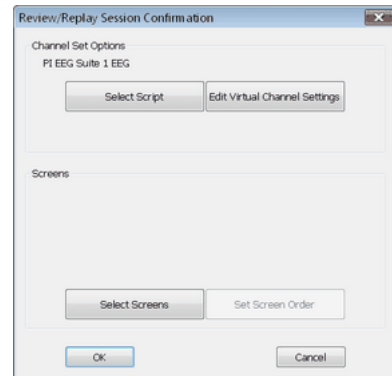 Review/Replay Session Confirmation
Channel Set Options
PI EEG Suite 1 EEG
Select Script
Edit Virtual Channel Settings
Screens
Select Screens
Set Screen Order
OK
Cancel